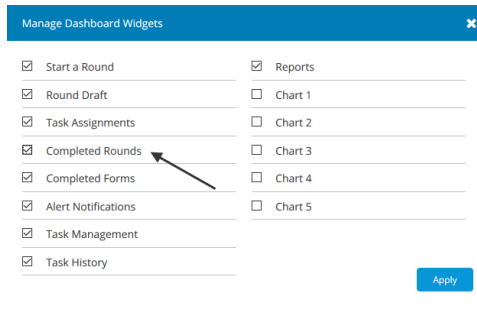 Manage Dashboard Widgets
Start a Round
Round Draft
Task Assignments
Completed Rounds
Completed Forms
Alert Notifications
Task Management
Task History
Reports
Chart 1
Chart 2
Chart 3
Chart 4
Chart 5
Apply